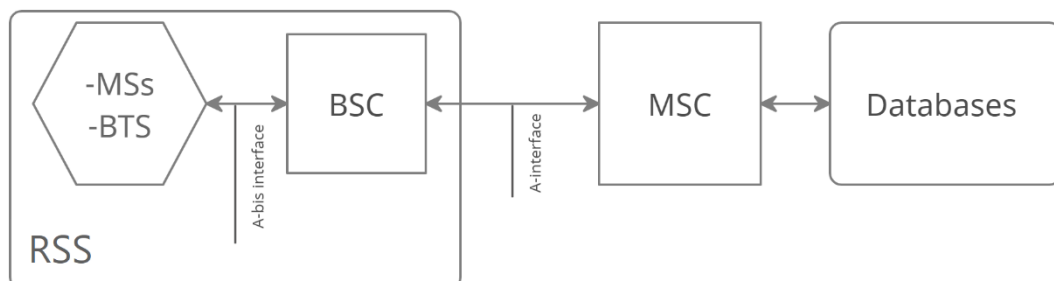 -MSs
-BTS
A-bis interface
BSC
A-interface
MSC
Databases
RSS